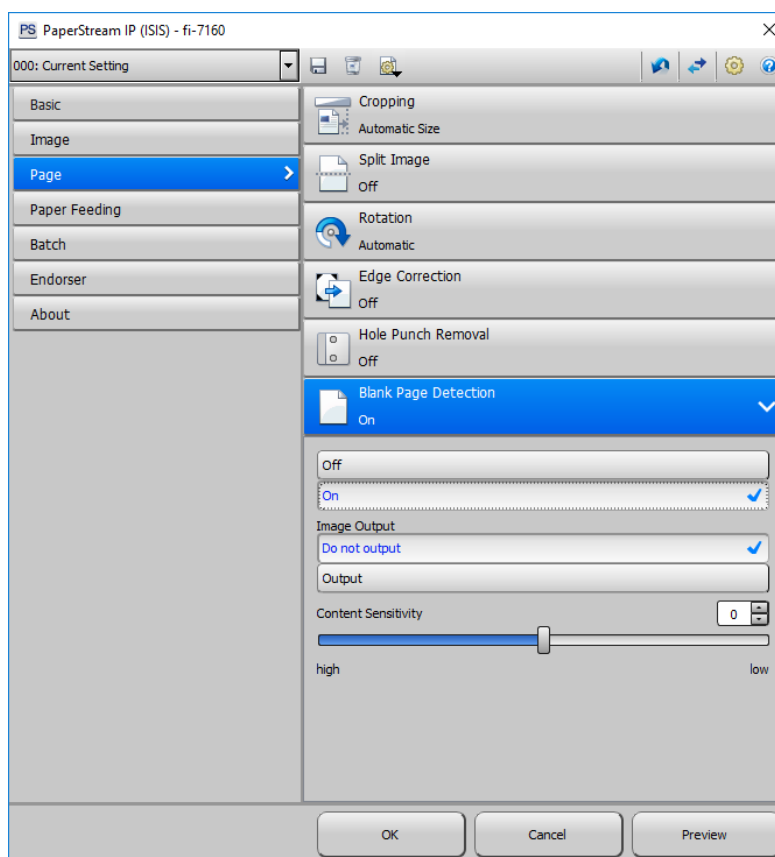 PS PaperStream IP (ISIS) - fi-7160
000: Current Setting
Basic
Image
Page
Paper Feeding
Batch
Endorser
About
Cropping
Automatic Size
Split Image
Off
Rotation
Automatic
Edge Correction
Off
Hole Punch Removal
Off
Blank Page Detection
On
Off
On
Image Output
Do not output
Output
Content Sensitivity
0
high low
OK Cancel Preview